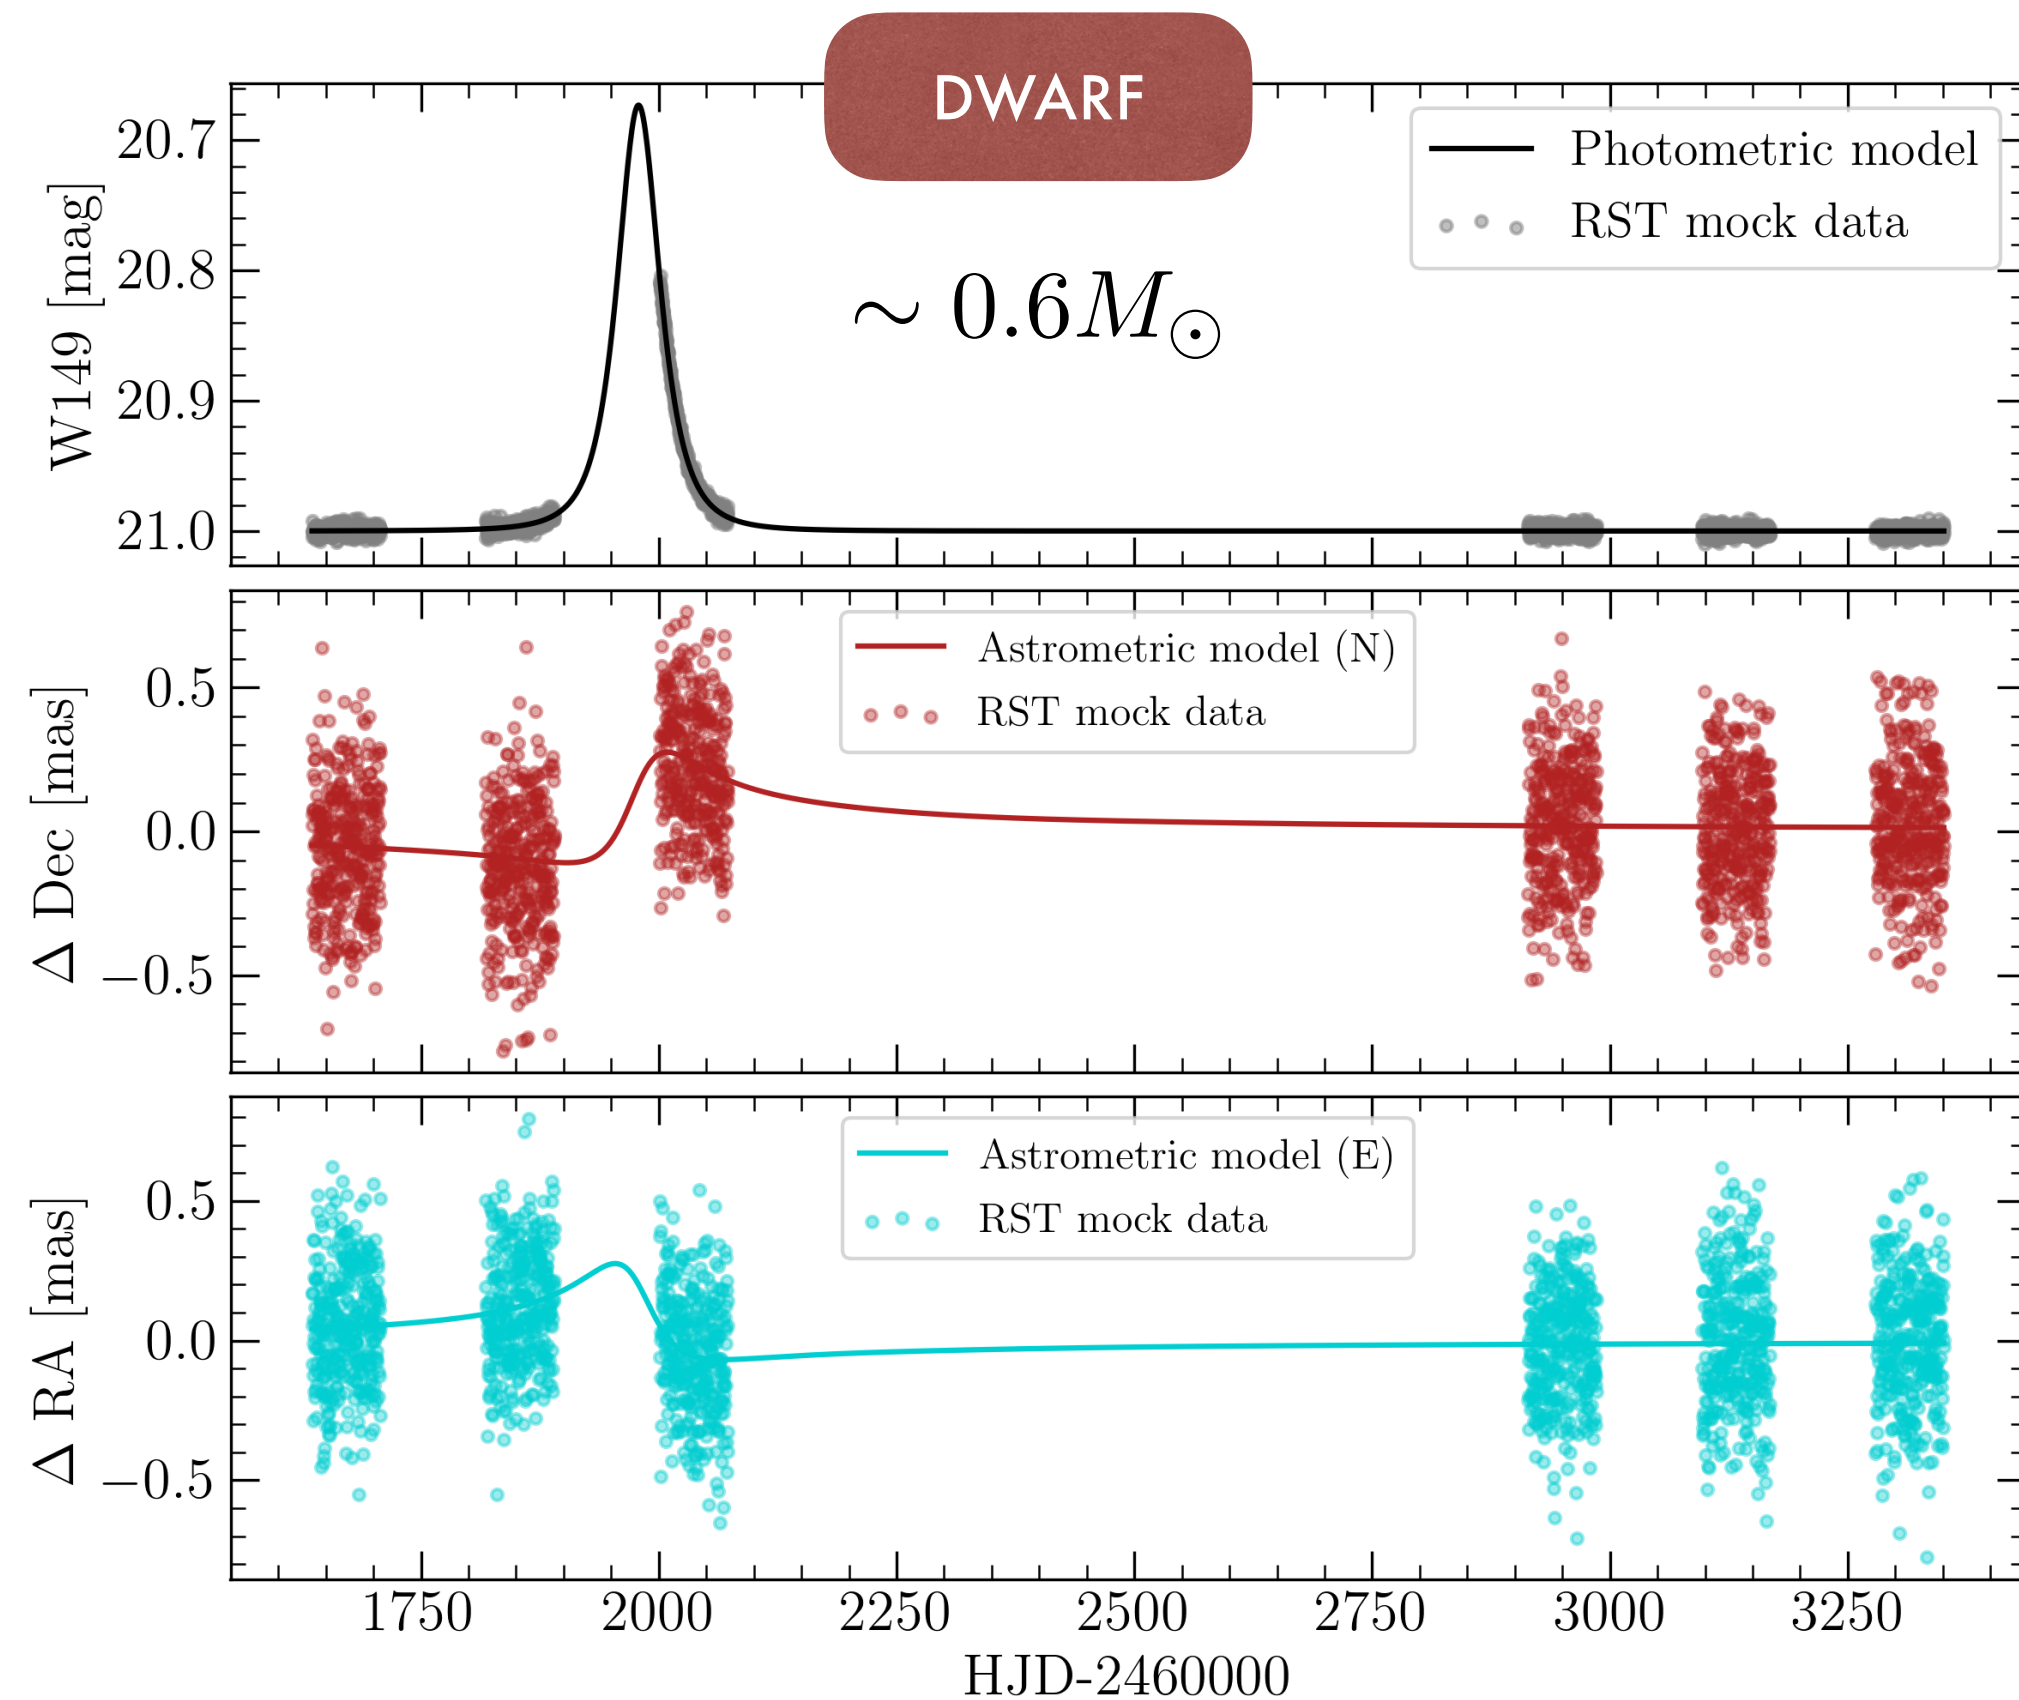 DWARF
20.7
20.8
20.9
21.0
W149 [mag]
Photometric model
RST mock data
∼ 0.6M⊙
0.5
0.0
−0.5
Δ Dec [mas]
Astrometric model (N)
RST mock data
0.5
0.0
−0.5
Δ RA [mas]
Astrometric model (E)
RST mock data
1750 2000 2250 2500 2750 3000 3250
HJD-2460000